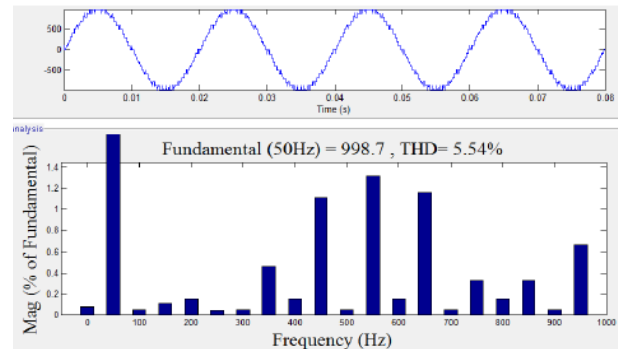 500
0
-500
0 0.01 0.02 0.03 0.04 0.05 0.06 0.07 0.08
Time (s)
nalysis
Fundamental (50Hz) = 998.7 , THD= 5.54%
Mag (% of Fundamental)
1.4
1.2
1
0.8
0.6
0.4
0.2
0
0 100 200 300 400 500 600 700 800 900 1000
Frequency (Hz)